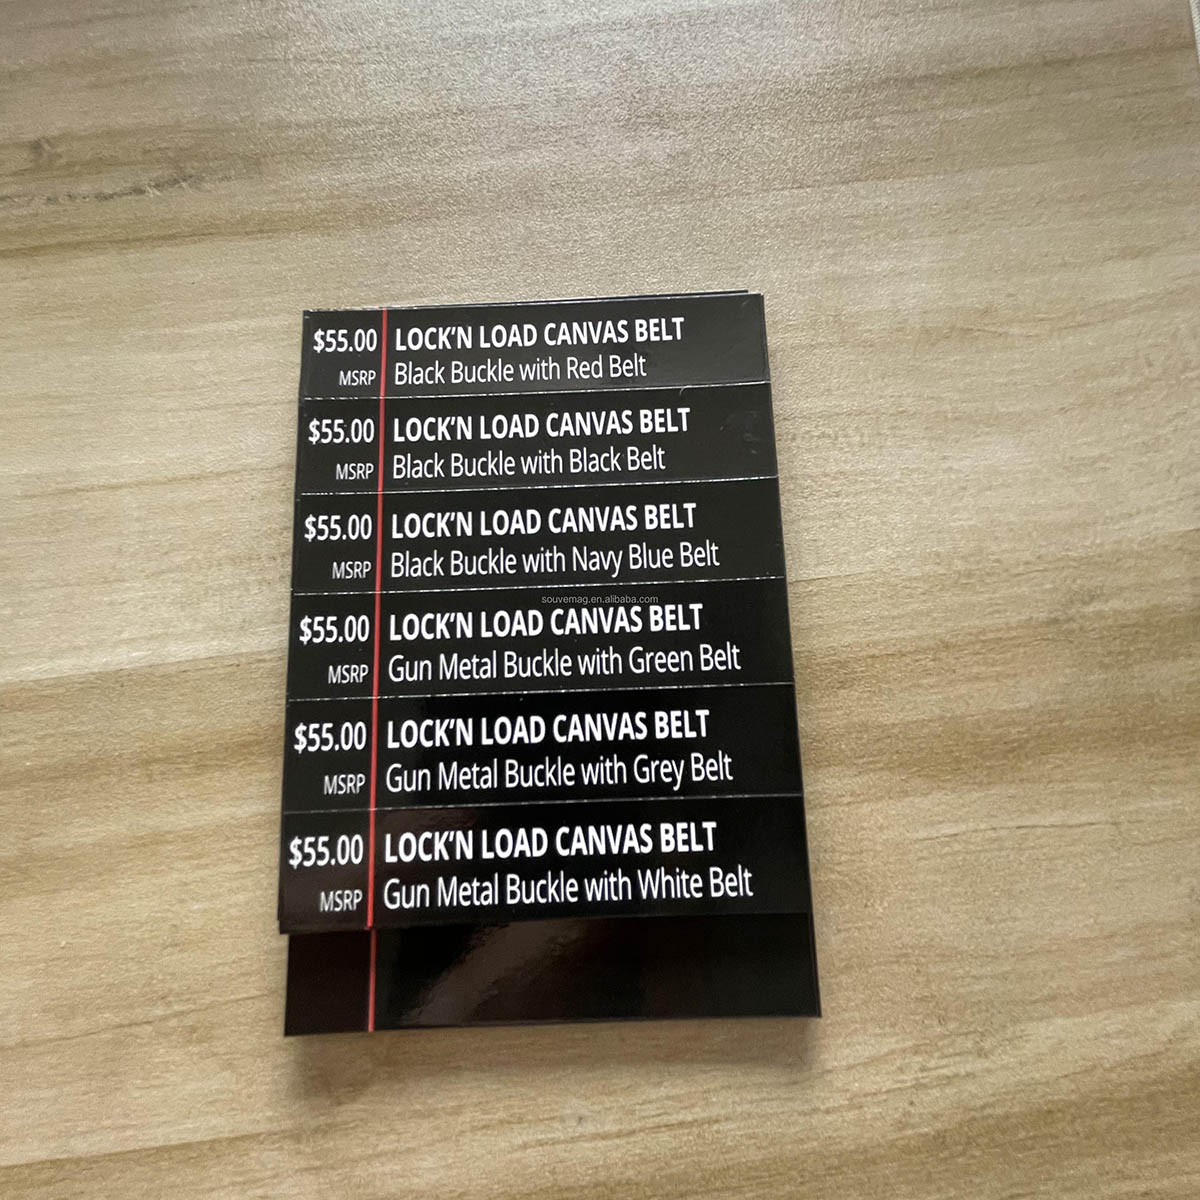 $55.00 LOCK'N LOAD CANVAS BELT
MSRP Black Buckle with Red Belt
$55.00 LOCK'N LOAD CANVAS BELT
MSRP Black Buckle with Black Belt
$55.00 LOCK'N LOAD CANVAS BELT
MSRP Black Buckle with Navy Blue Belt
souvemag.en.alibaba.com
$55.00 LOCK'N LOAD CANVAS BELT
MSRP Gun Metal Buckle with Green Belt
$55.00 LOCK'N LOAD CANVAS BELT
MSRP Gun Metal Buckle with Grey Belt
$55.00 LOCK'N LOAD CANVAS BELT
MSRP Gun Metal Buckle with White Belt